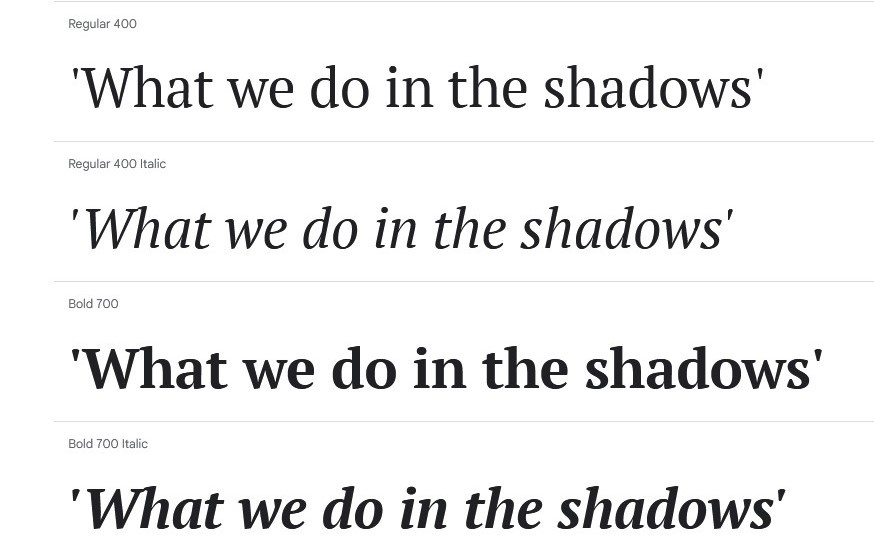 Regular 400
'What we do in the shadows'
Regular 400 Italic
'What we do in the shadows'
Bold 700
'What we do in the shadows'
Bold 700 Italic
'What we do in the shadows'